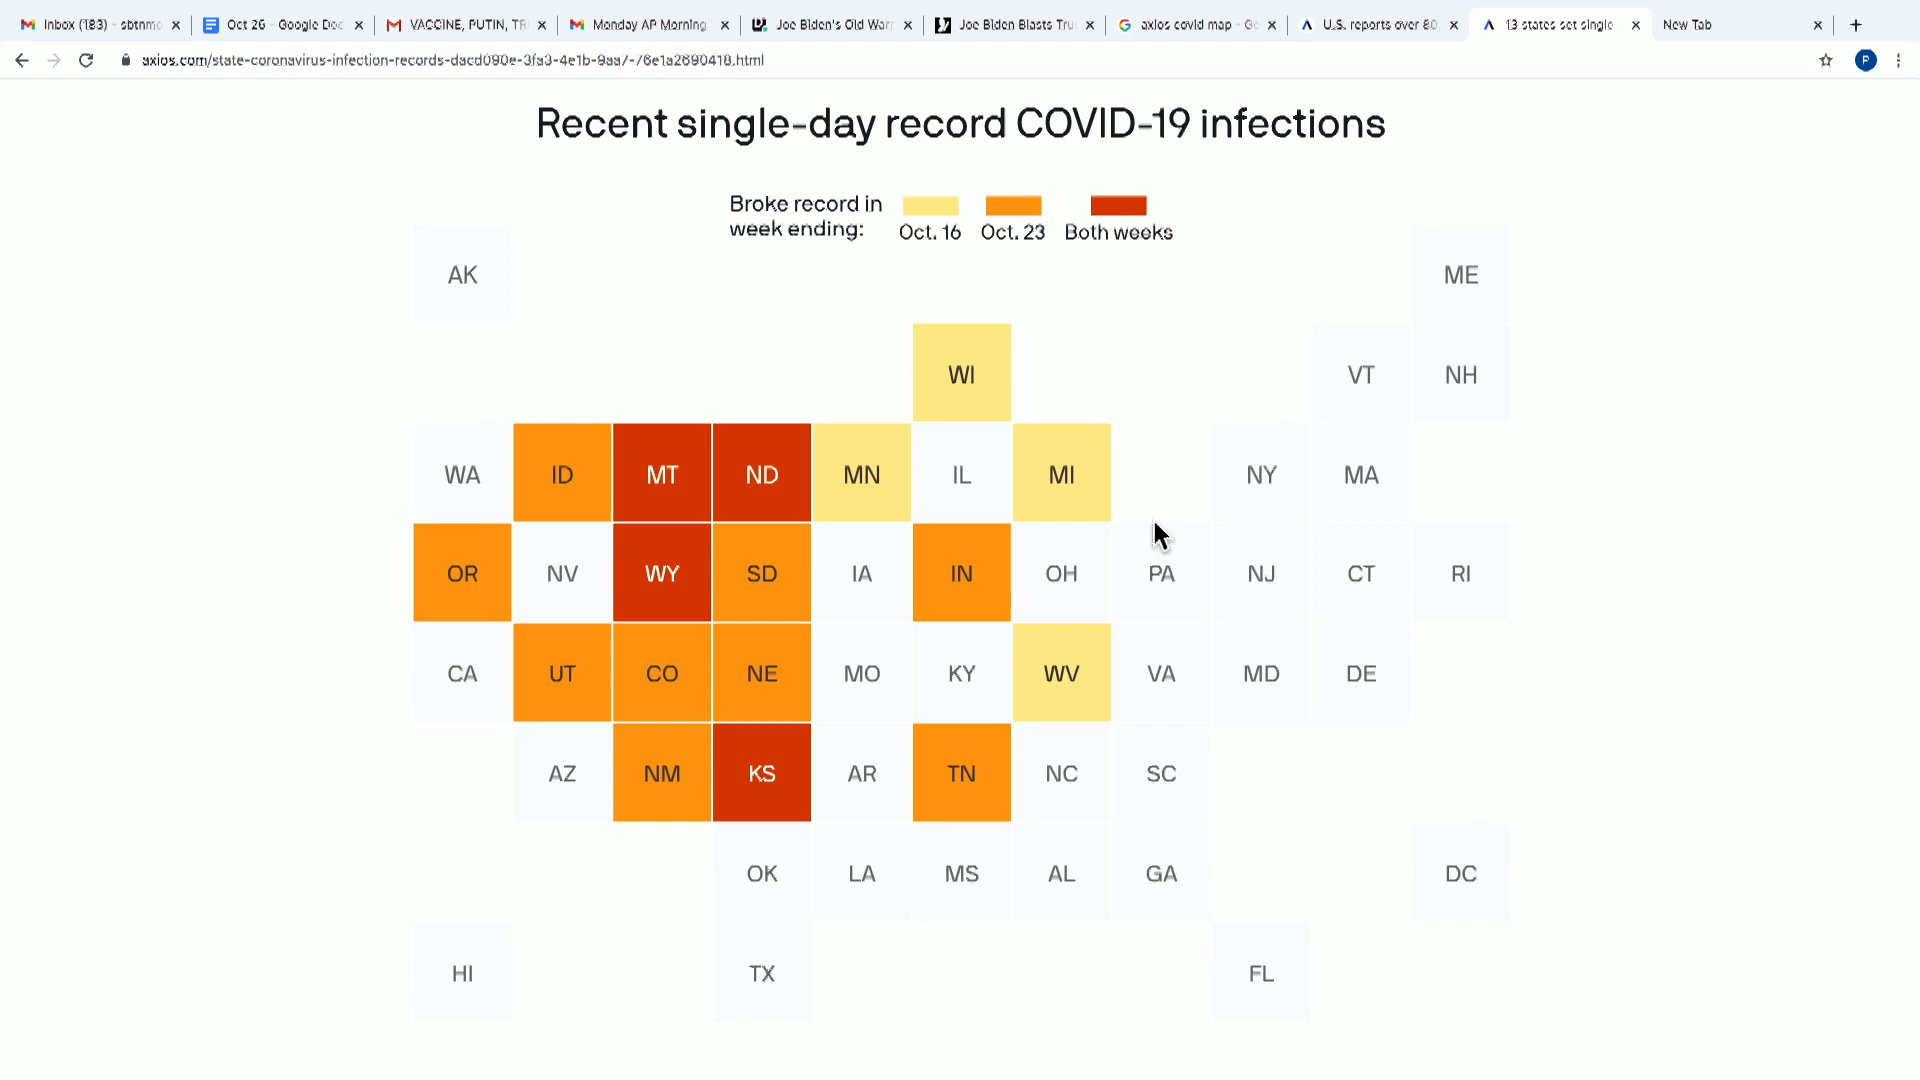 Inbox (183) - sbtnmo
Oct 26 - Google Doc
VACCINE, PUTIN, TR
Monday AP Morning
Joe Biden's Old War
Joe Biden Blasts Tru
axios covid map - Go
U.S. reports over 80,
13 states set single
New Tab
axios.com/state-coronavirus-infection-records-dacd090e-3fa3-4e1b-9aa7-76e1a2690418.html
P
Recent single-day record COVID-19 infections
Broke record in
week ending:
Oct. 16 Oct. 23 Both weeks
AK ME
WI VT NH
WA ID MT ND MN IL MI NY MA
OR NV WY SD IA IN OH PA NJ CT RI
CA UT CO NE MO KY WV VA MD DE
AZ NM KS AR TN NC SC
OK LA MS AL GA DC
HI TX FL